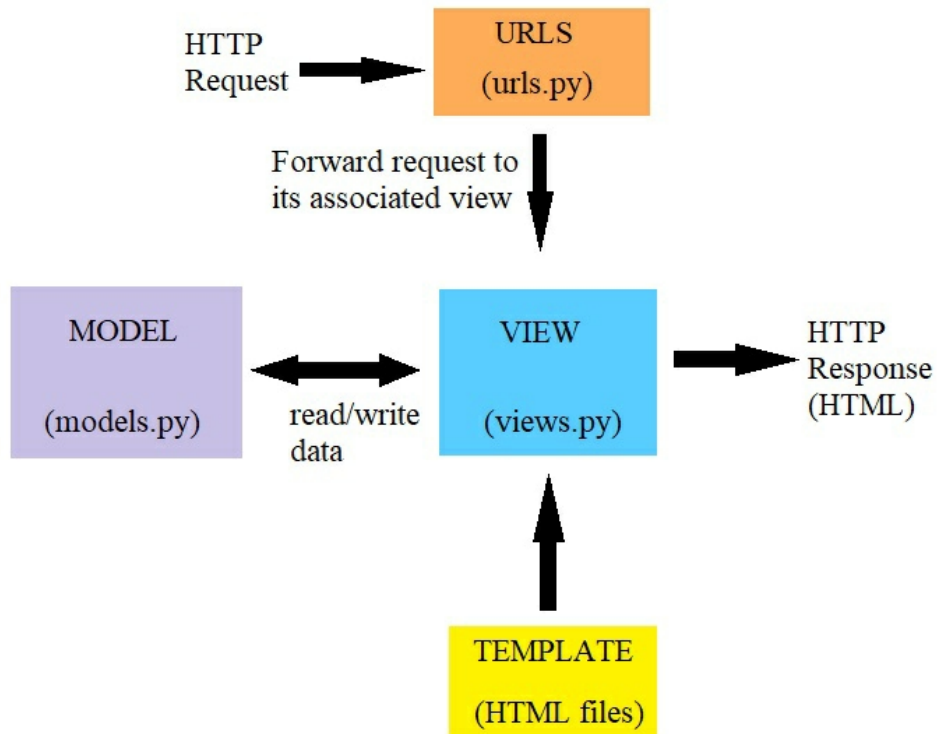 HTTP
Request
URLS
(urls.py)
Forward request to
its associated view
MODEL
(models.py)
read/write
data
VIEW
(views.py)
HTTP
Response
(HTML)
TEMPLATE
(HTML files)